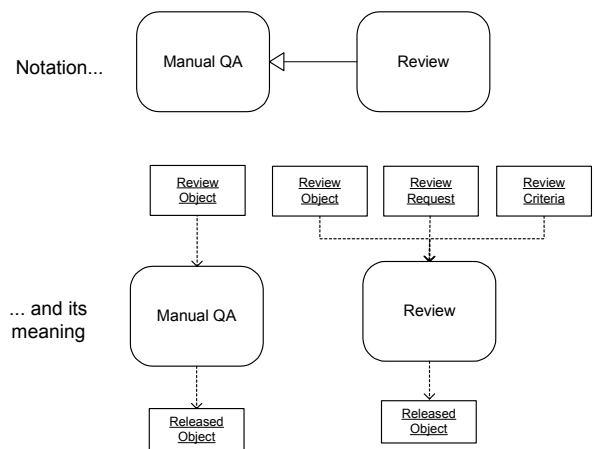 Notation...
Manual QA
Review
Review
Object
Review
Object
Review
Request
Review
Criteria
... and its
meaning
Manual QA
Review
Released
Object
Released
Object